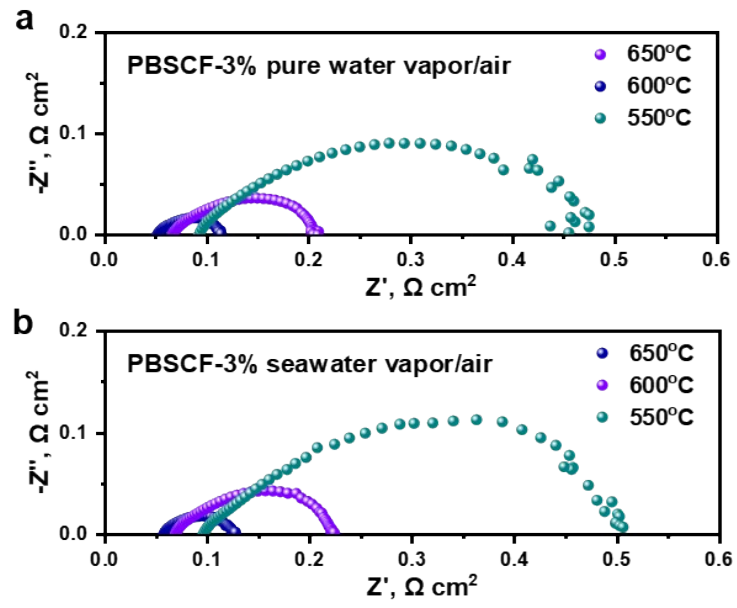 a
0.2
PBSCF-3% pure water vapor/air
650°C
600°C
550°C
0.1
0.0
-Z'', Ω cm²
0.0 0.1 0.2 0.3 0.4 0.5 0.6
Z', Ω cm²
b
0.2
PBSCF-3% seawater vapor/air
650°C
600°C
550°C
0.1
0.0
-Z'', Ω cm²
0.0 0.1 0.2 0.3 0.4 0.5 0.6
Z', Ω cm²